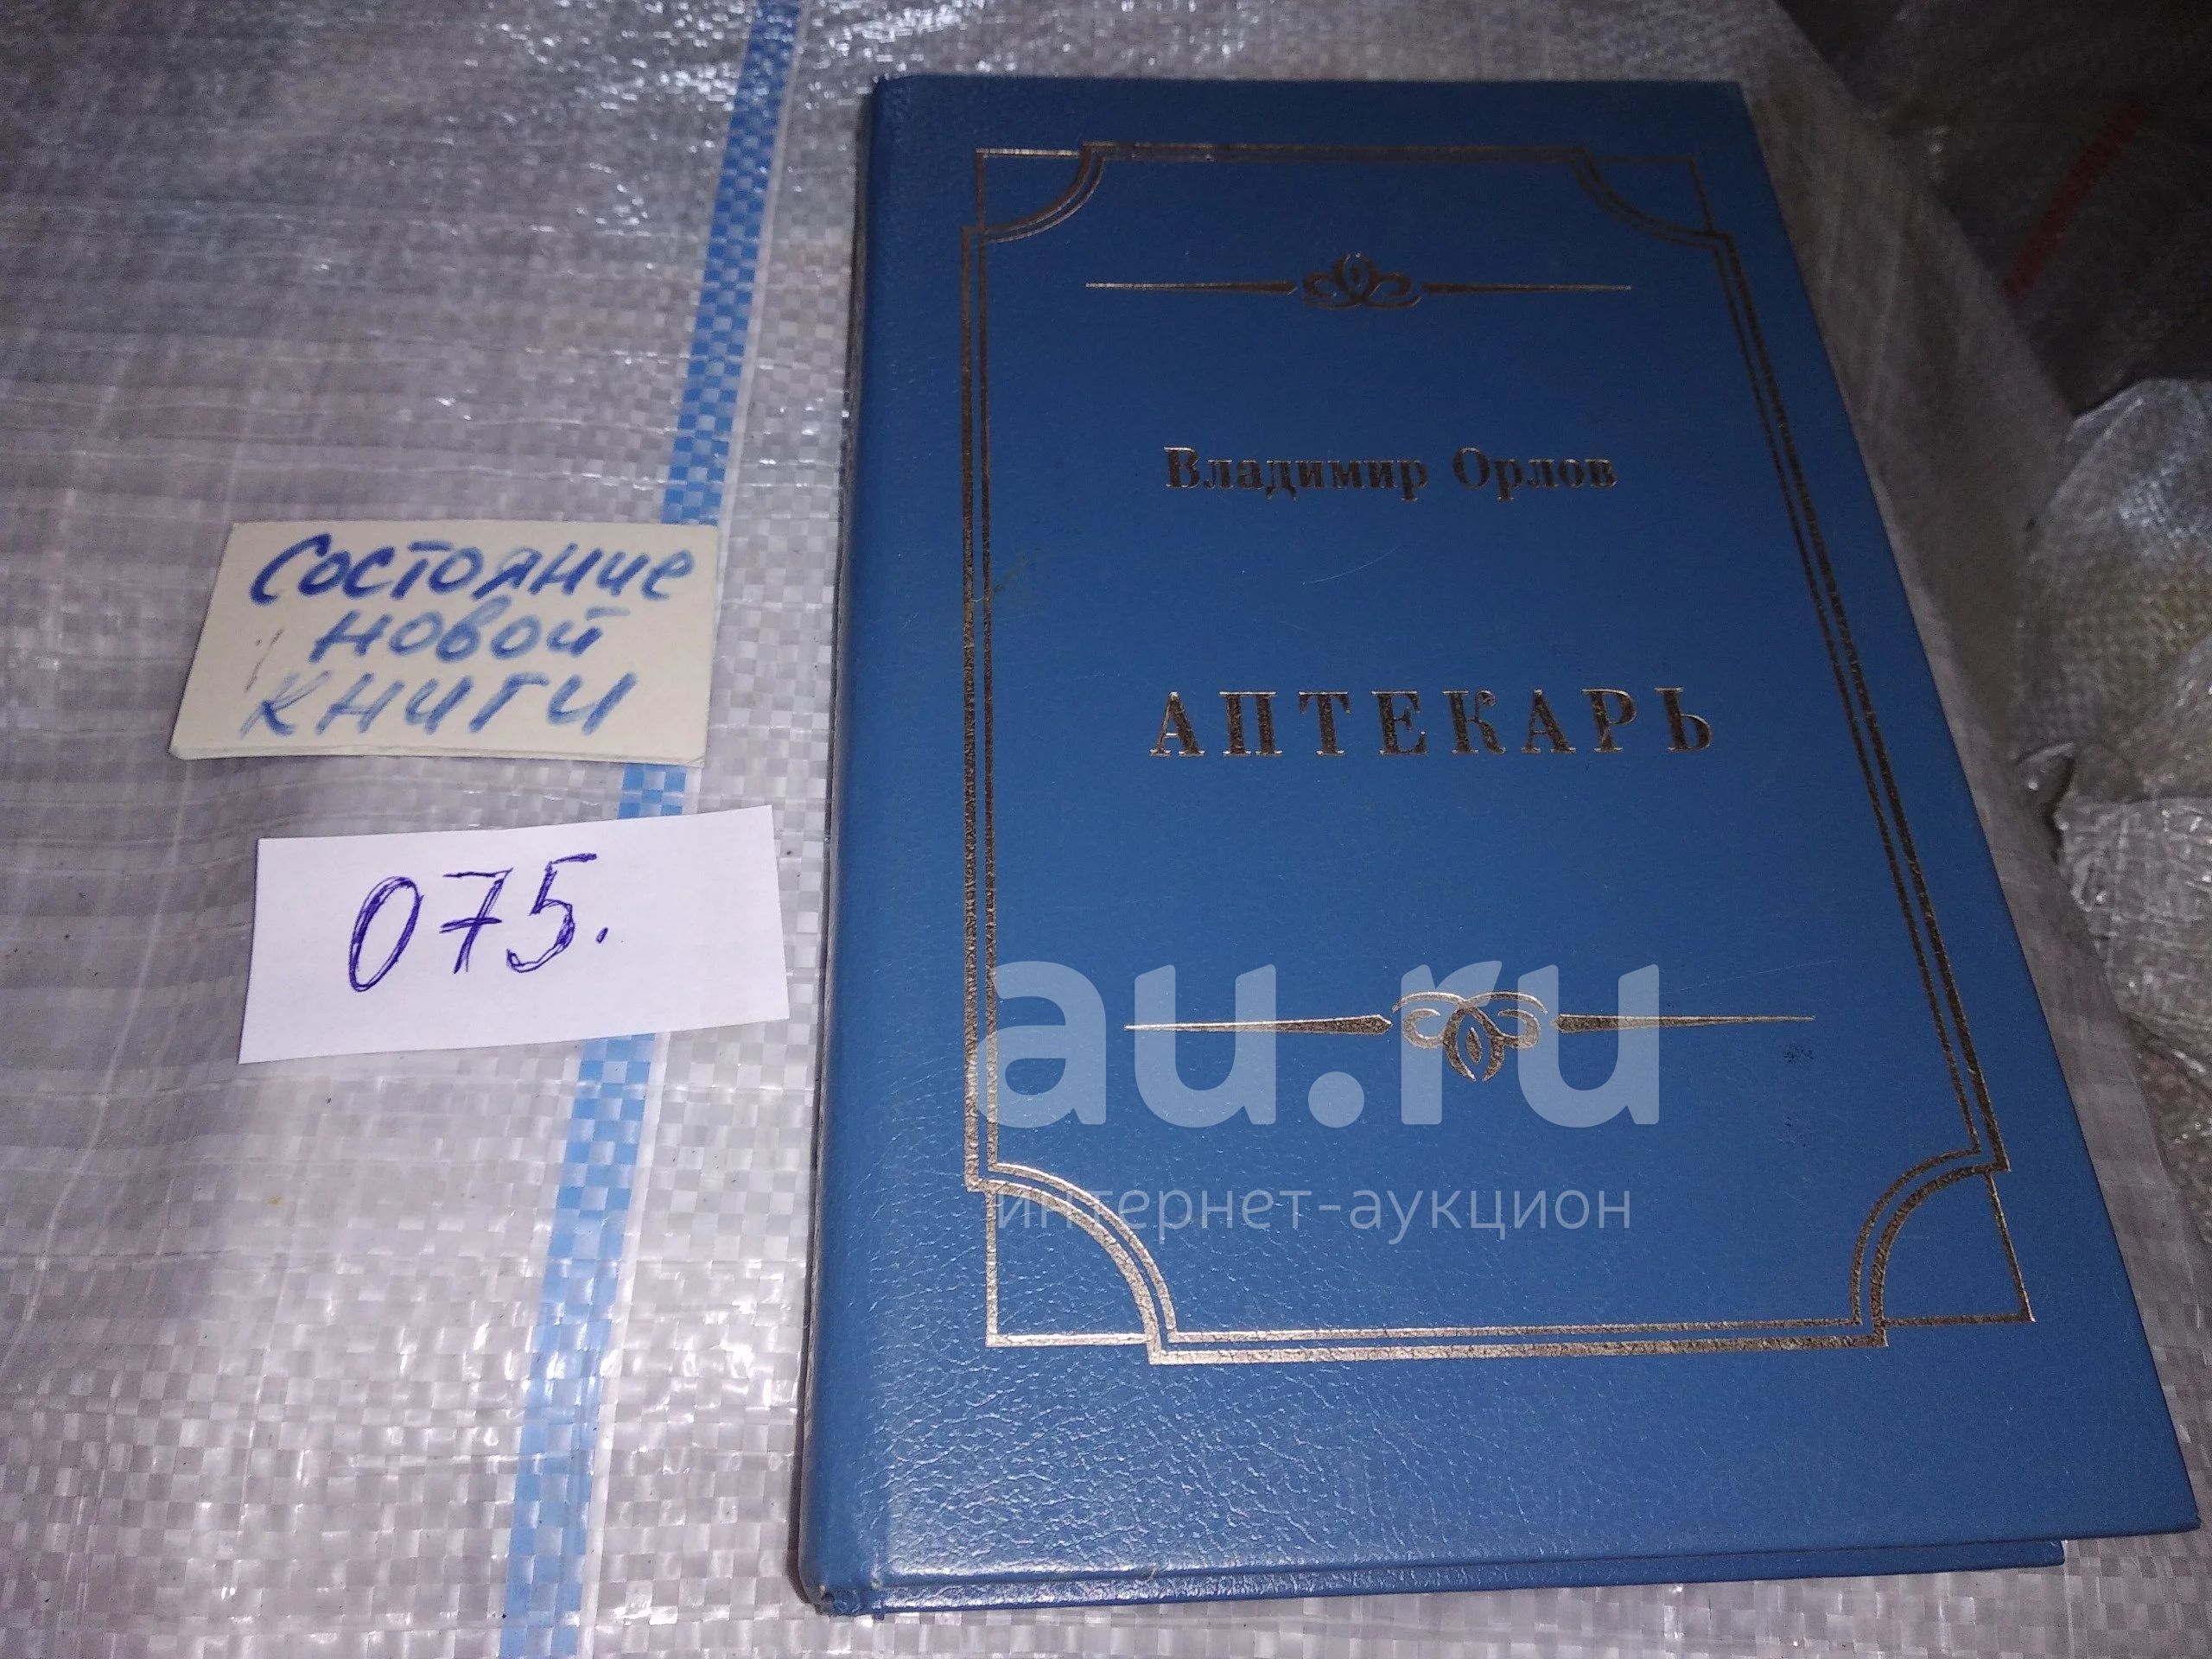 Владимир Орлов
АПТЕКАРЬ
Состояние
новой
книги
075.
au.ru
интернет-аукцион